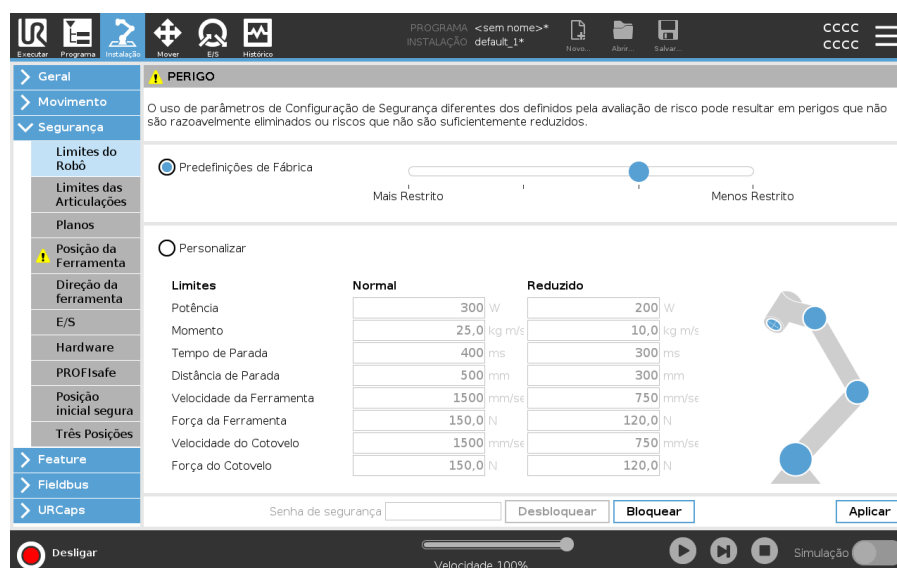 UR
Executar Programa Instalação Mover E/S Histórico
PROGRAMA <sem nome>*
INSTALAÇÃO default_1*
Novo... Abrir... Salvar...
cccc
cccc
Geral
Movimento
Segurança
Limites do
Robô
Limites das
Articulações
Planos
Posição da
Ferramenta
Direção da
ferramenta
E/S
Hardware
PROFIsafe
Posição
inicial segura
Três Posições
Feature
Fieldbus
URCaps
PERIGO
O uso de parâmetros de Configuração de Segurança diferentes dos definidos pela avaliação de risco pode resultar em perigos que não
são razoavelmente eliminados ou riscos que não são suficientemente reduzidos.
Predefinições de Fábrica
Mais Restrito Menos Restrito
Personalizar
Limites Normal Reduzido
Potência 300 W 200 W
Momento 25,0 kg m/s 10,0 kg m/s
Tempo de Parada 400 ms 300 ms
Distância de Parada 500 mm 300 mm
Velocidade da Ferramenta 1500 mm/se 750 mm/se
Força da Ferramenta 150,0 N 120,0 N
Velocidade do Cotovelo 1500 mm/se 750 mm/se
Força do Cotovelo 150,0 N 120,0 N
Senha de segurança Desbloquear Bloquear Aplicar
Desligar
Velocidade 100%
Simulação